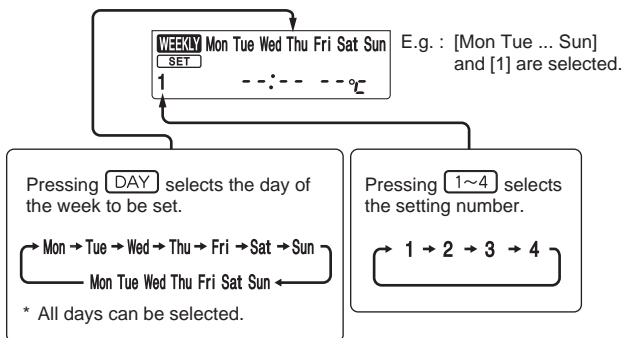 WEEKLY Mon Tue Wed Thu Fri Sat Sun
SET
1 --:-- --°C
E.g. : [Mon Tue ... Sun]
and [1] are selected.
Pressing DAY selects the day of
the week to be set.
Mon → Tue → Wed → Thu → Fri → Sat → Sun
Mon Tue Wed Thu Fri Sat Sun
* All days can be selected.
Pressing 1~4 selects
the setting number.
1 → 2 → 3 → 4